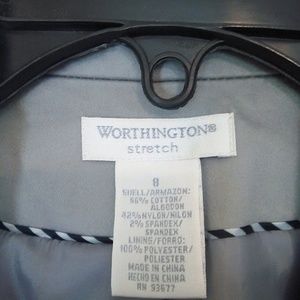 WORTHINGTON®
stretch
8
SHELL/ARMAZON:
56% COTTON/
ALGODON
42% NYLON/NILON
2% SPANDEX/
SPANDEX
LINING/FORRO:
100% POLYESTER/
POLIESTER
MADE IN CHINA
HECHO EN CHINA
RN 93677